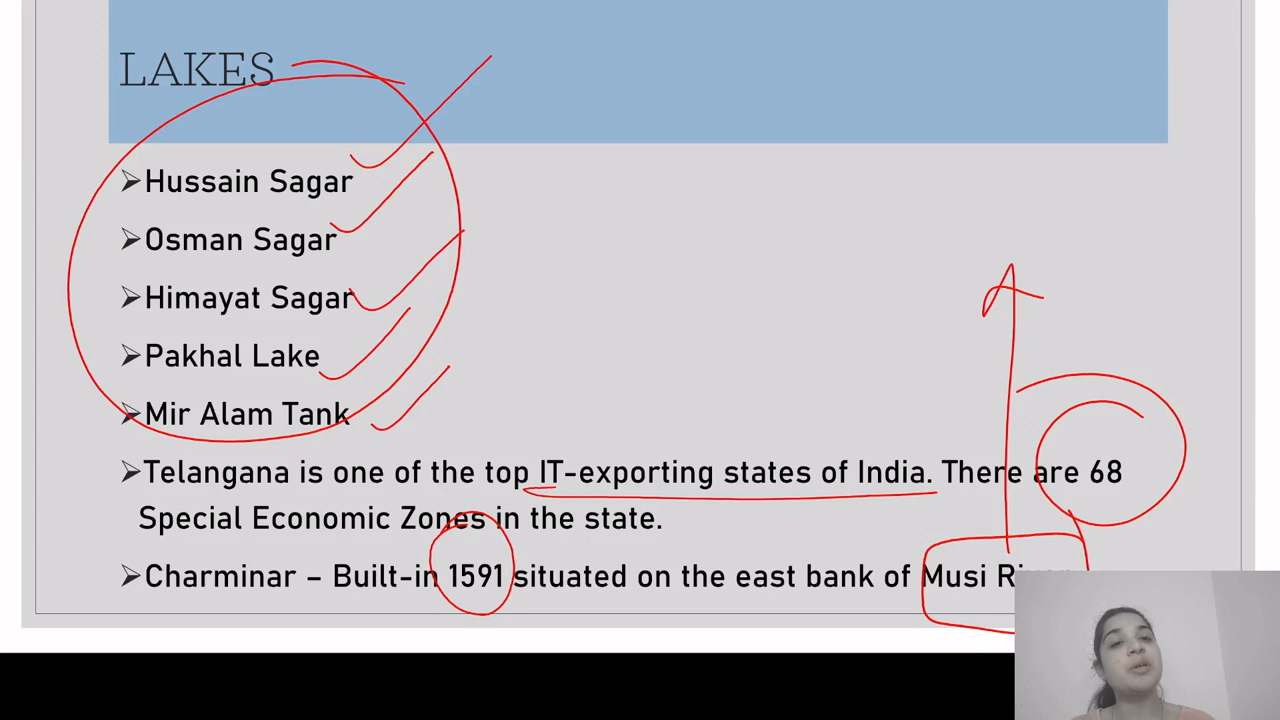 LAKES
Hussain Sagar
Osman Sagar
Himayat Sagar
Pakhal Lake
Mir Alam Tank
Telangana is one of the top IT-exporting states of India. There are 68
Special Economic Zones in the state.
Charminar – Built-in 1591 situated on the east bank of Musi